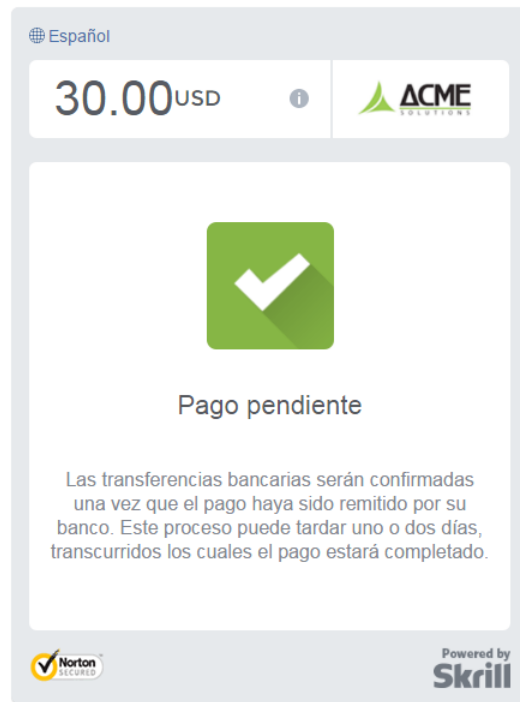 Español
30.00USD
i
ACME
SOLUTIONS
Pago pendiente
Las transferencias bancarias serán confirmadas
una vez que el pago haya sido remitido por su
banco. Este proceso puede tardar uno o dos días,
transcurridos los cuales el pago estará completado.
Norton
SECURED
Powered by
Skrill